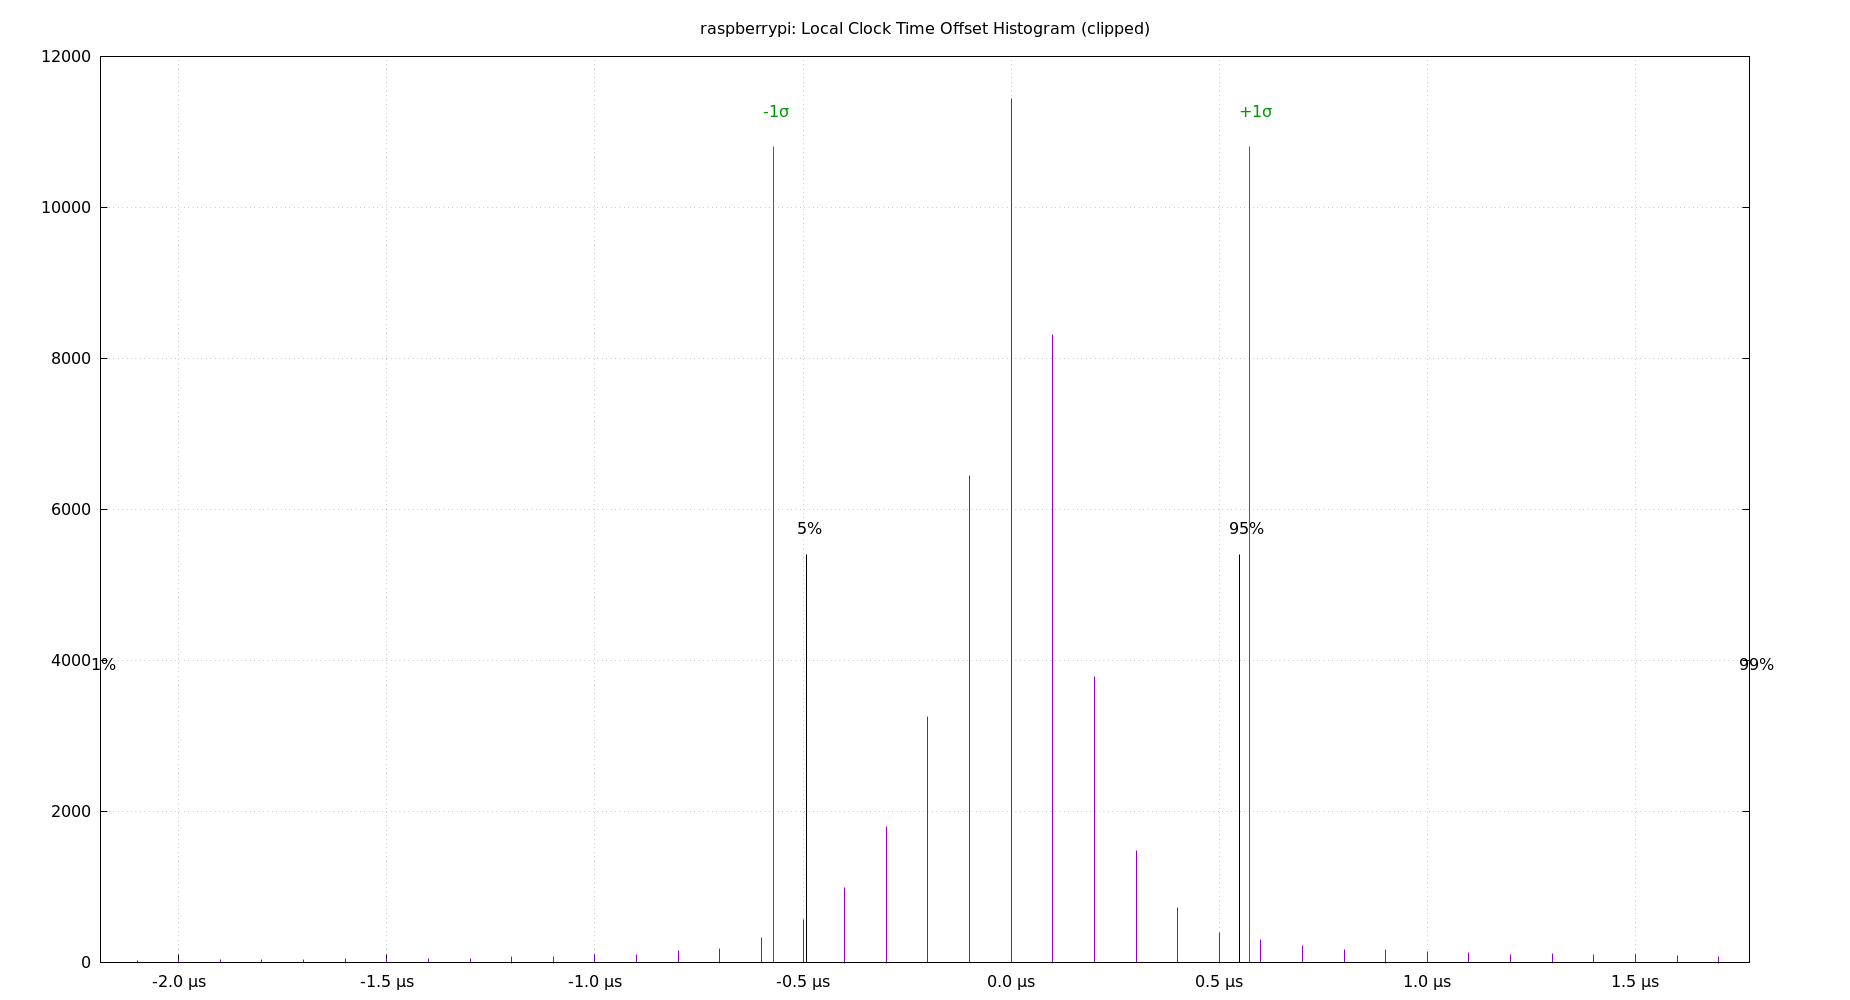 raspberrypi: Local Clock Time Offset Histogram (clipped)
12000
-1σ
+1σ
10000
8000
6000
5%
95%
4000
1%
99%
2000
0
-2.0 µs
-1.5 µs
-1.0 µs
-0.5 µs
0.0 µs
0.5 µs
1.0 µs
1.5 µs